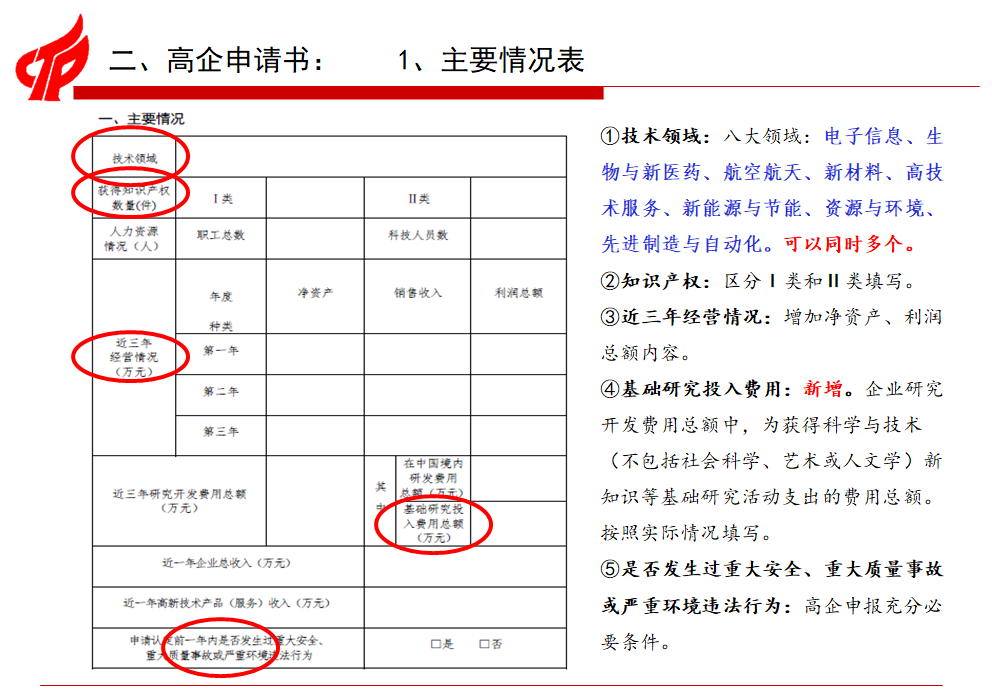 二、高企申请书： 1、主要情况表
一、主要情况
技术领域
获得知识产权
数量(件)
I 类
II类
人力资源
情况（人）
职工总数
科技人员数
近三年
经营情况
（万元）
年度
种类
净资产
销售收入
利润总额
第一年
第二年
第三年
近三年研究开发费用总额
（万元）
其
中
在中国境内
研发费用
总额（万元）
基础研究投
入费用总额
（万元）
近一年企业总收入（万元）
近一年高新技术产品（服务）收入（万元）
申请认定前一年内是否发生过重大安全、
重大质量事故或严重环境违法行为
□是 □否
①技术领域：八大领域：电子信息、生
物与新医药、航空航天、新材料、高技
术服务、新能源与节能、资源与环境、
先进制造与自动化。可以同时多个。
②知识产权：区分 I 类和 II 类填写。
③近三年经营情况：增加净资产、利润
总额内容。
④基础研究投入费用：新增。企业研究
开发费用总额中，为获得科学与技术
（不包括社会科学、艺术或人文学）新
知识等基础研究活动支出的费用总额。
按照实际情况填写。
⑤是否发生过重大安全、重大质量事故
或严重环境违法行为：高企申报充分必
要条件。